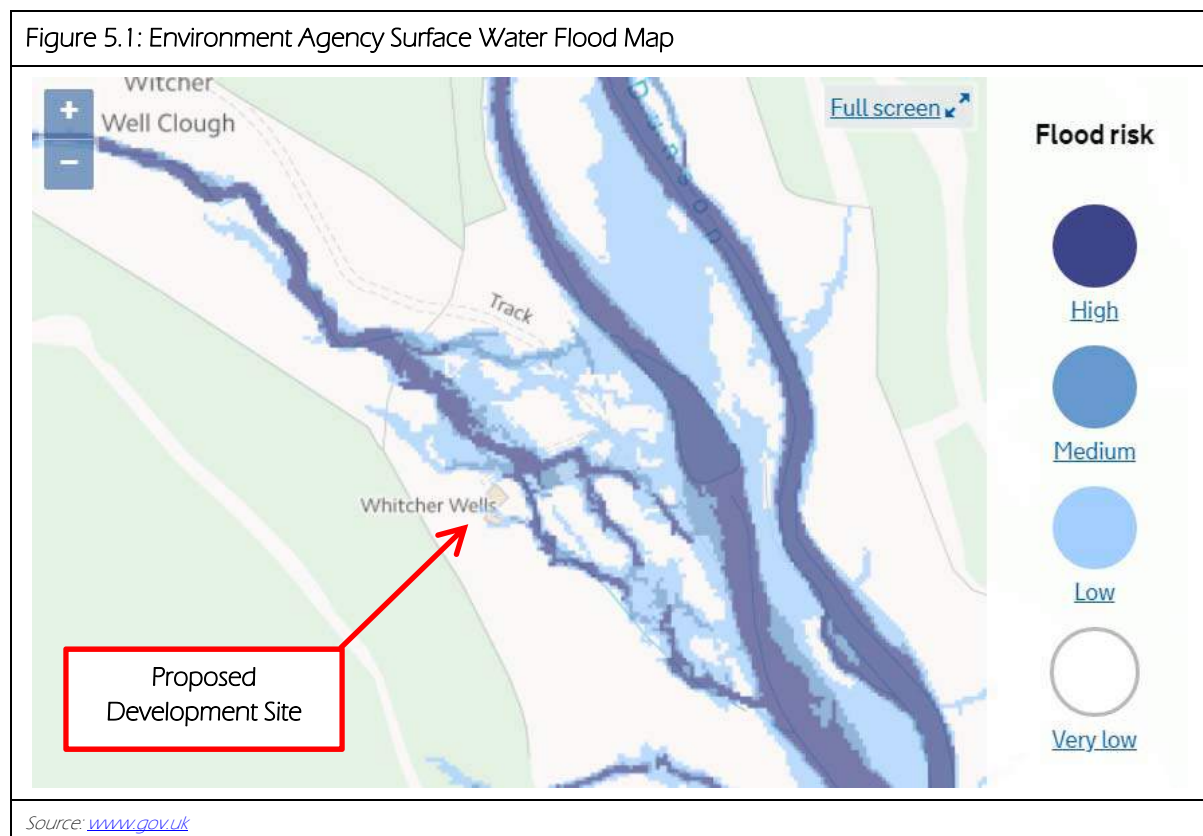 Figure 5.1: Environment Agency Surface Water Flood Map
+
−
Witcher
Well Clough
Full screen
Flood risk
High
Track
Medium
Whitcher Wells
Low
Proposed
Development Site
Very low
Source: www.gov.uk